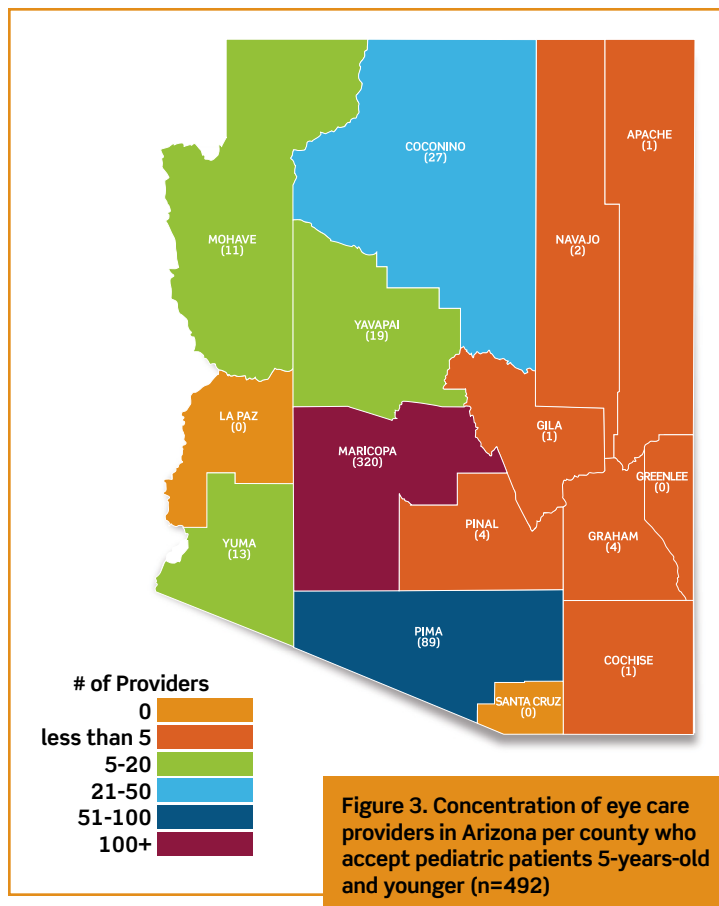 COCONINO
(27)
APACHE
(1)
MOHAVE
(11)
NAVAJO
(2)
YAVAPAI
(19)
LA PAZ
(0)
MARICOPA
(320)
GILA
(1)
GREENLEE
(0)
YUMA
(13)
PINAL
(4)
GRAHAM
(4)
PIMA
(89)
COCHISE
(1)
SANTA CRUZ
(0)
# of Providers
0
less than 5
5-20
21-50
51-100
100+
Figure 3. Concentration of eye care
providers in Arizona per county who
accept pediatric patients 5-years-old
and younger (n=492)